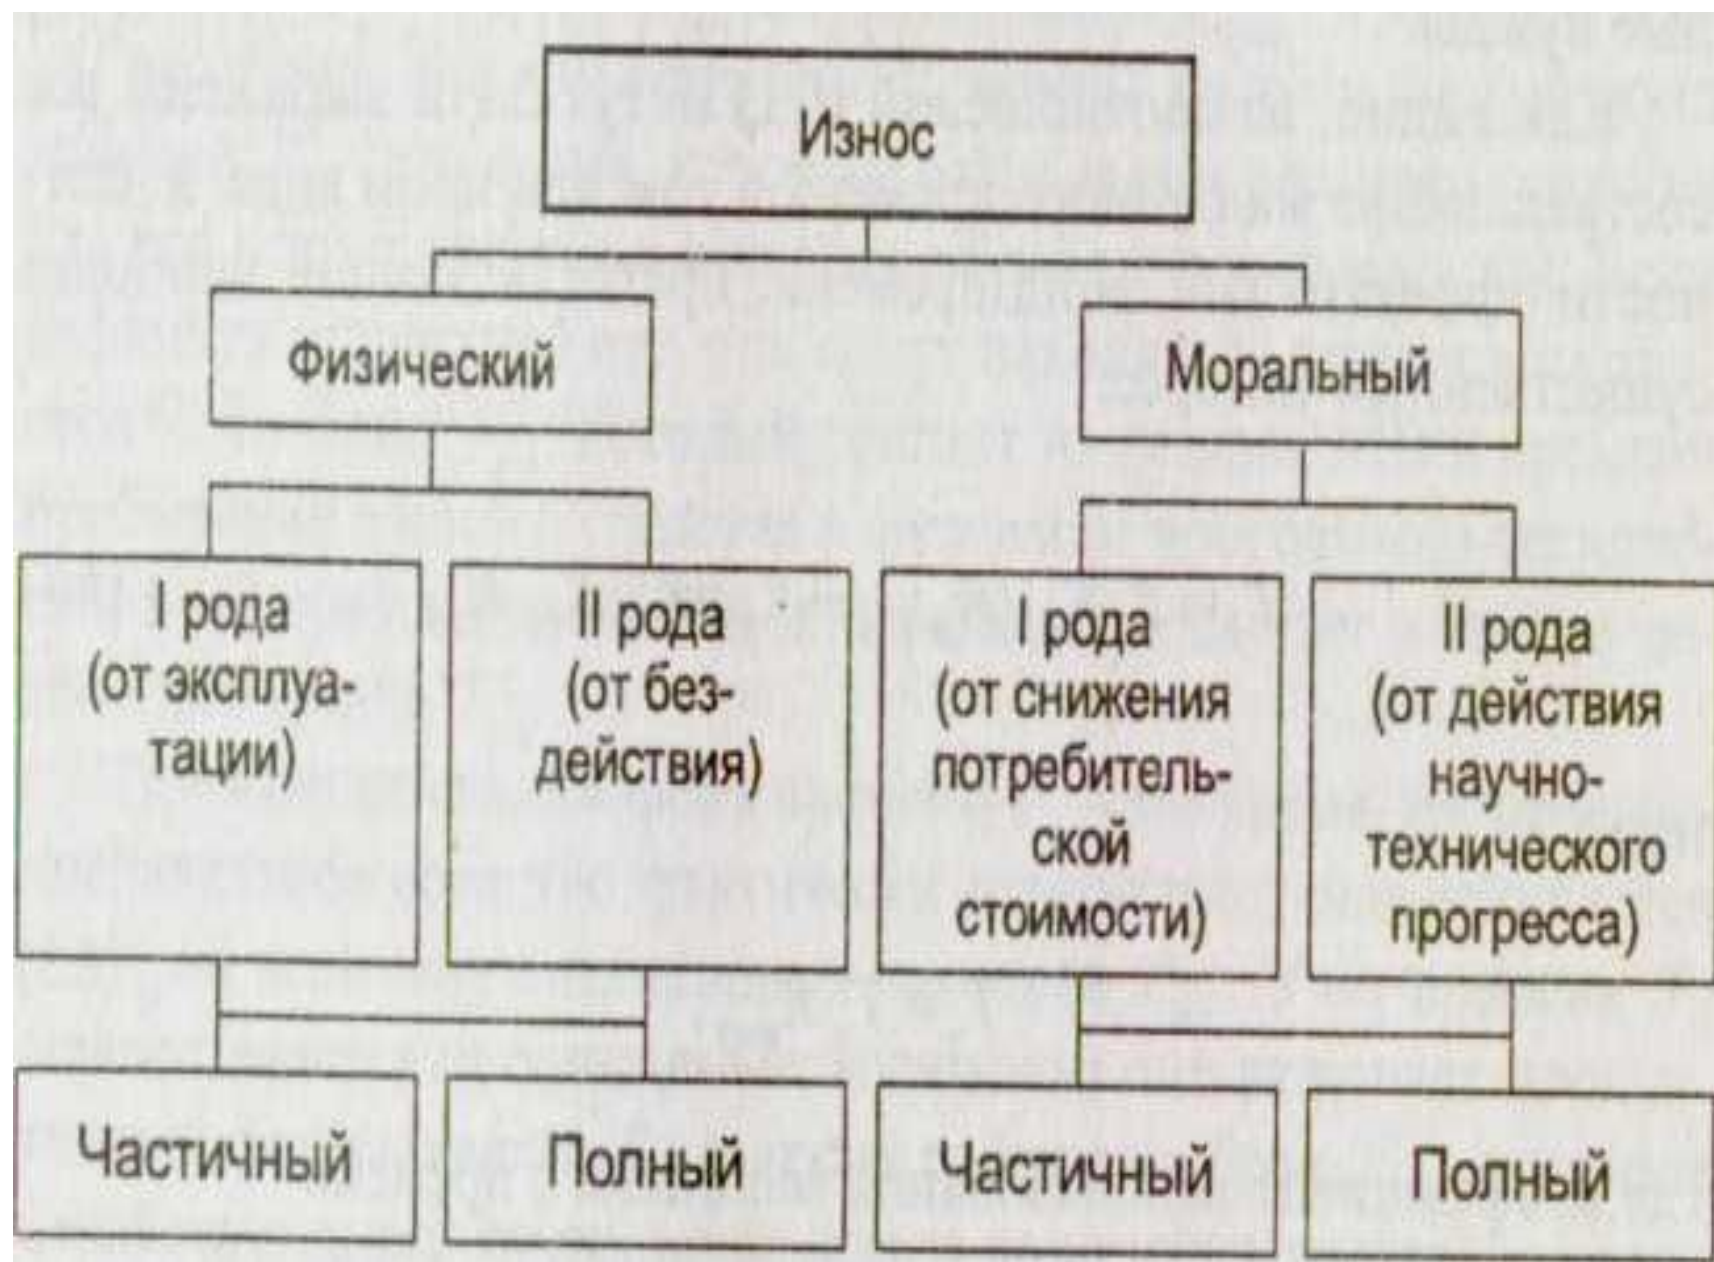 Износ
Физический
Моральный
I рода
(от эксплуа-
тации)
II рода
(от без-
действия)
I рода
(от снижения
потребитель-
ской
стоимости)
II рода
(от действия
научно-
технического
прогресса)
Частичный
Полный
Частичный
Полный